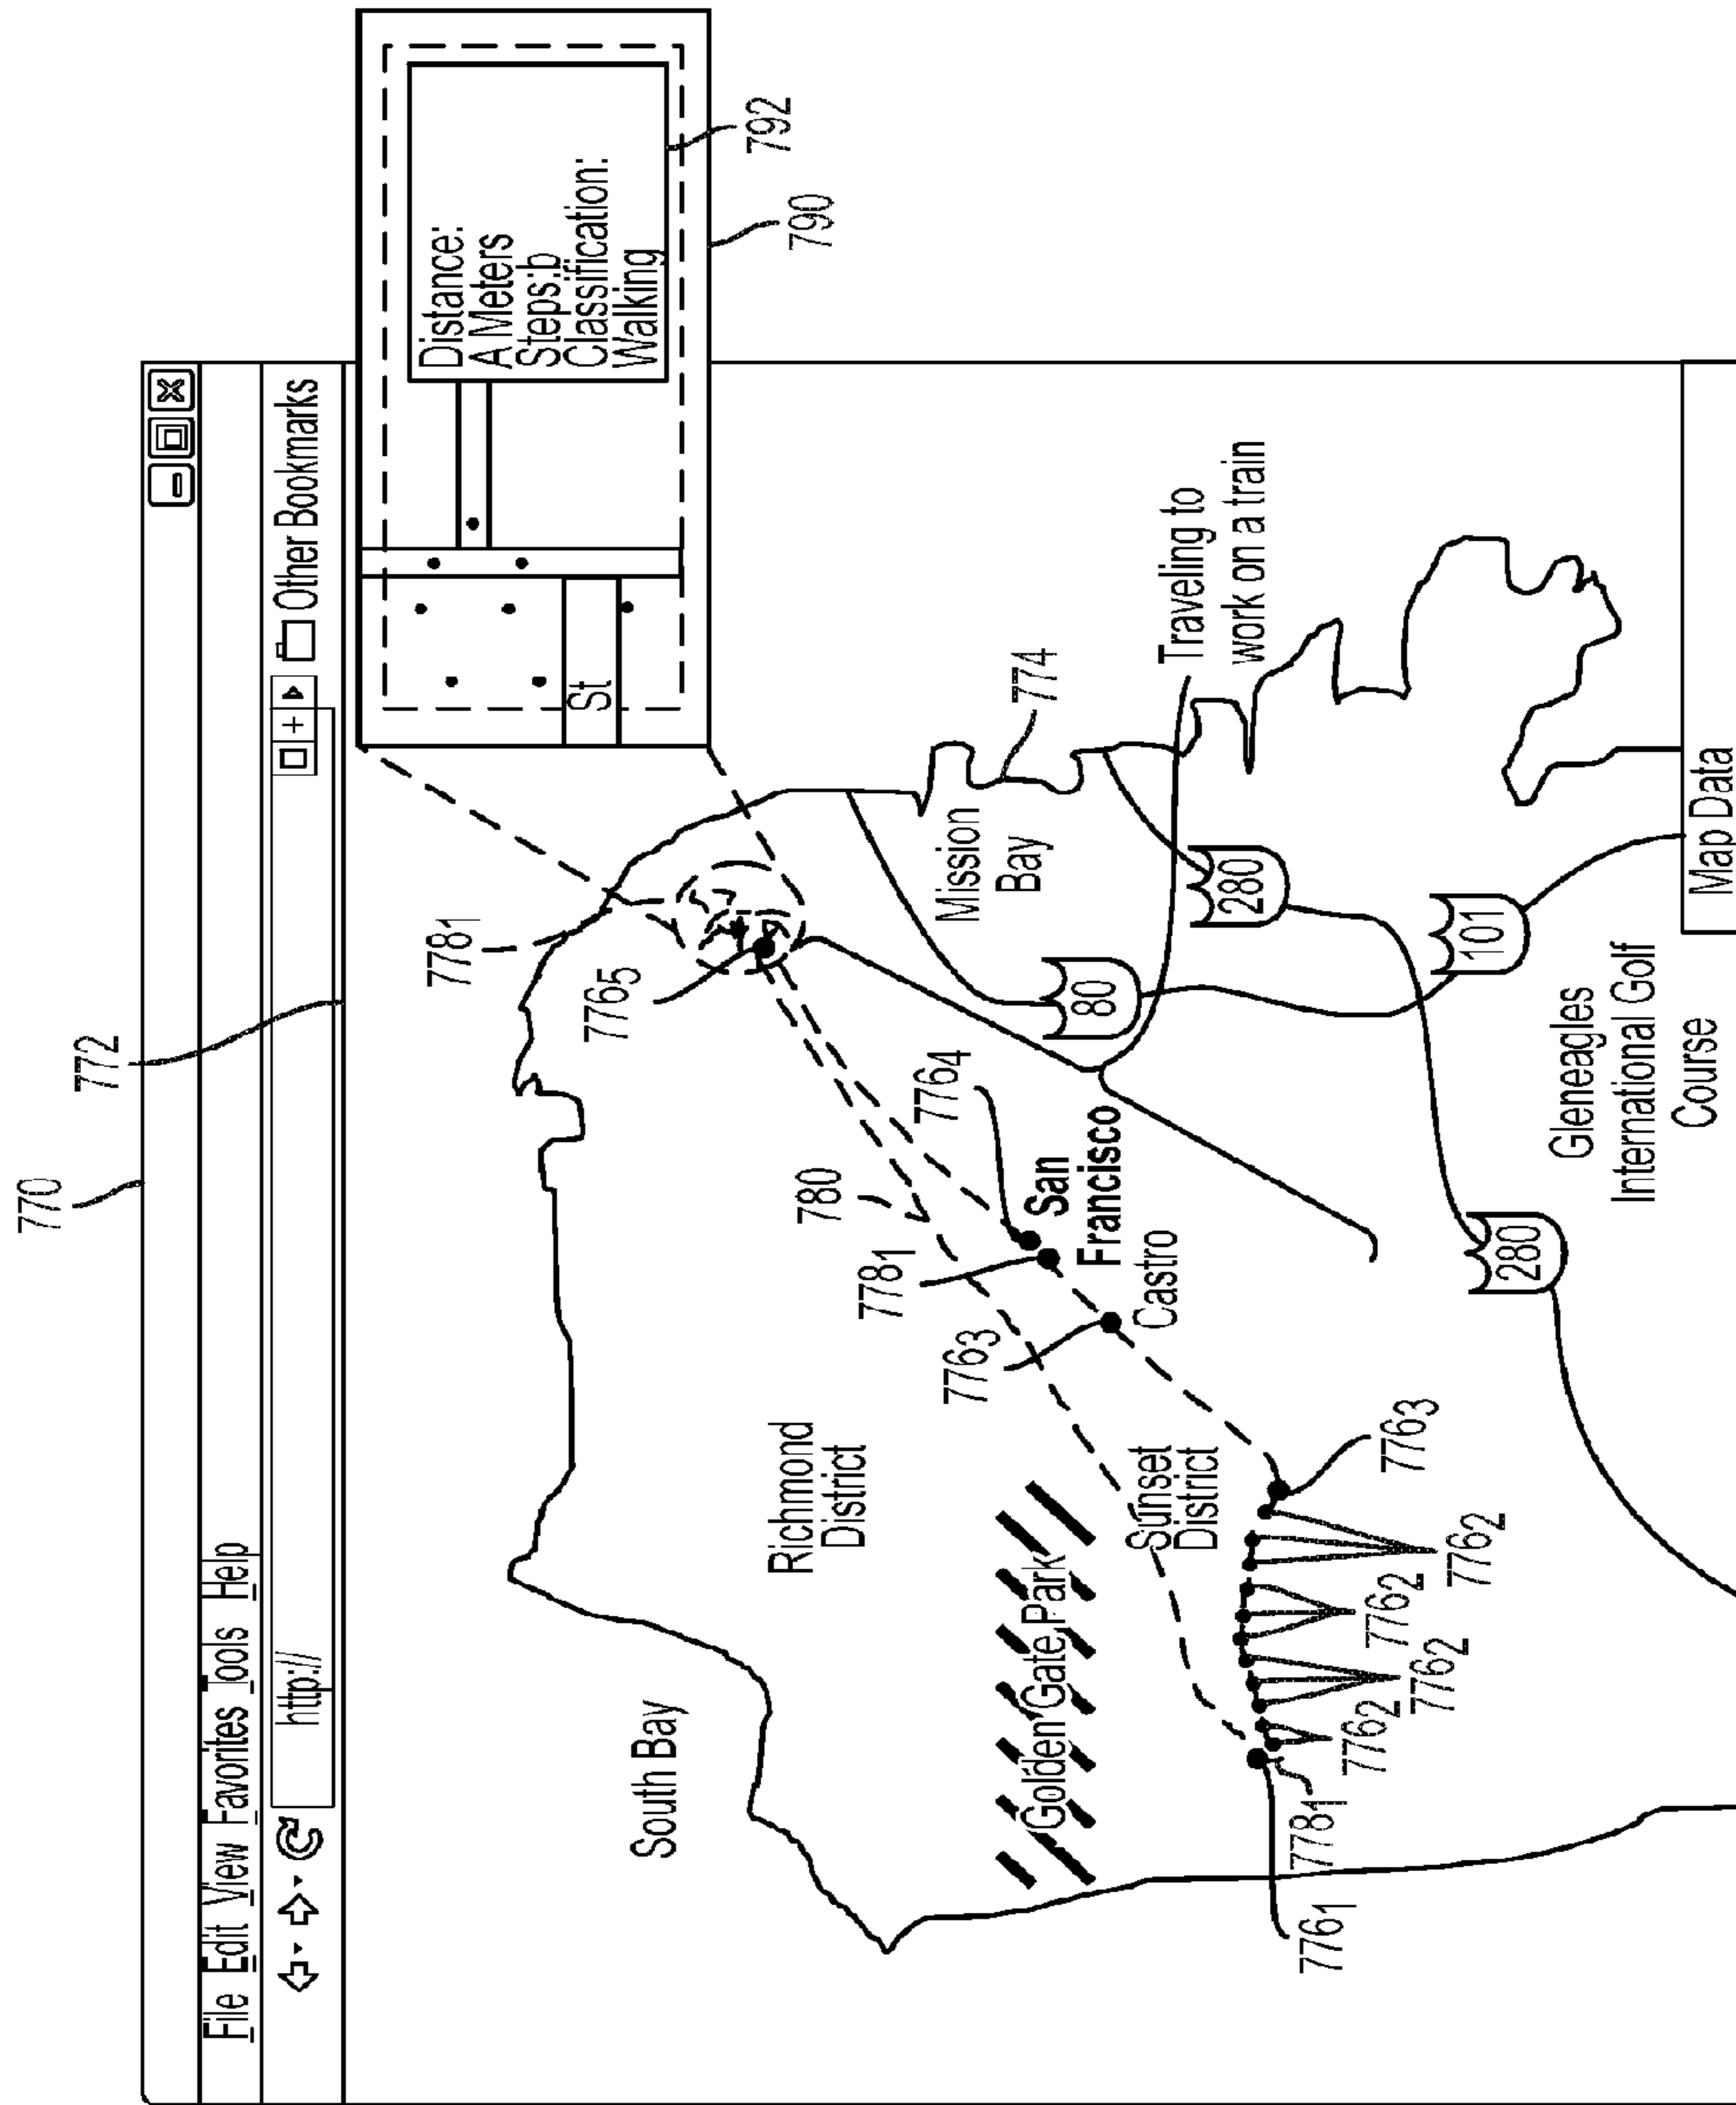 770
772
File Edit View Favorites Tools Help
http://
+
Other Bookmarks
Distance:
A Meters
Steps:b
Classification:
Walking
St
792
790
South Bay
Richmond
District
Golden Gate Park
Sunset
District
San
Francisco
Castro
Mission
Bay
774
Traveling to
work on a train
778₁
776₅
780
776₄
778₁
776₃
776₃
776₂
776₂
776₂
776₂
778₁
776₁
80
280
101
280
Gleneagles
International Golf
Course
Map Data